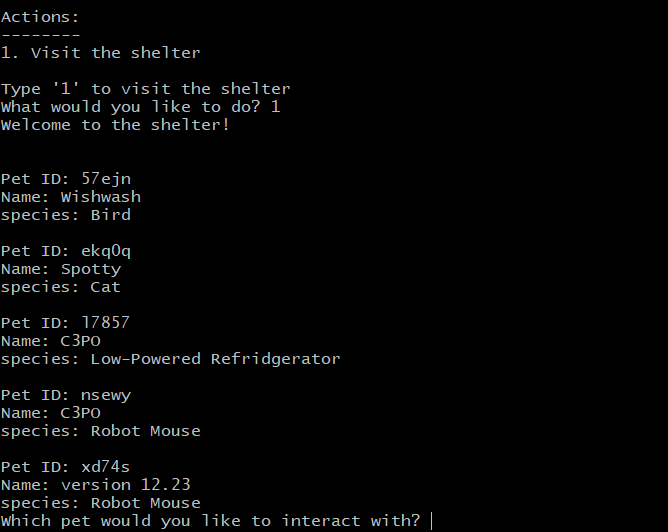 Actions:
--------
1. Visit the shelter
Type '1' to visit the shelter
What would you like to do? 1
Welcome to the shelter!
Pet ID: 57ejn
Name: Wishwash
species: Bird
Pet ID: ekq0q
Name: Spotty
species: Cat
Pet ID: l7857
Name: C3PO
species: Low-Powered Refridgerator
Pet ID: nsewy
Name: C3PO
species: Robot Mouse
Pet ID: xd74s
Name: version 12.23
species: Robot Mouse
Which pet would you like to interact with?